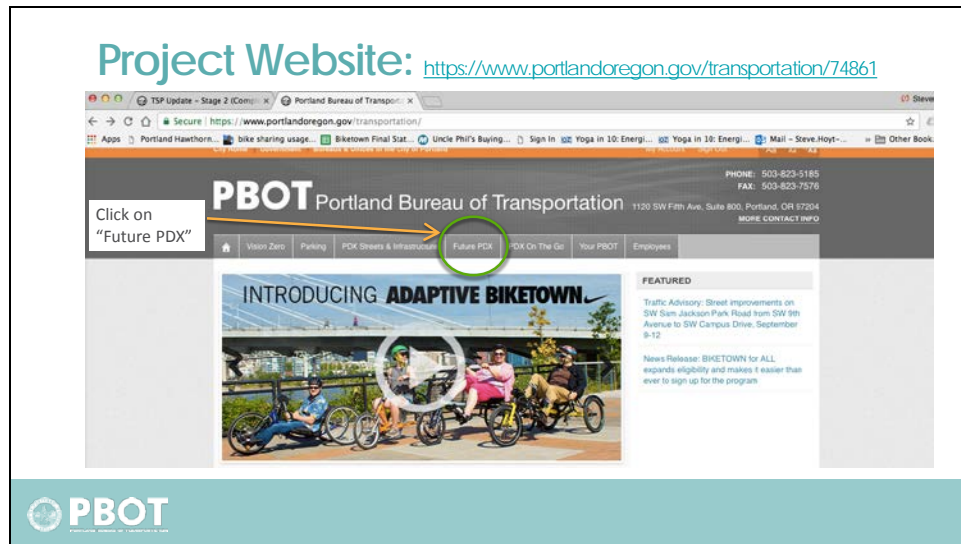 Project Website: https://www.portlandoregon.gov/transportation/74861
TSP Update – Stage 2 (Comp
Portland Bureau of Transport
Steve
Secure https://www.portlandoregon.gov/transportation/
Apps Portland Hawthorn... bike sharing usage... Biketown Final Stat... Uncle Phil's Buying... Sign In Yoga in 10: Energi... Yoga in 10: Energi... Mail – Steve.Hoyt–... » Other Book
PHONE: 503-823-5185
FAX: 503-823-7576
PBOT Portland Bureau of Transportation
1120 SW Fifth Ave, Suite 800, Portland, OR 97204
MORE CONTACT INFO
Click on
"Future PDX"
Vision Zero Parking PDX Streets & Infrastructure Future PDX PDX On The Go Your PBOT Employees
INTRODUCING ADAPTIVE BIKETOWN
FEATURED
Traffic Advisory: Street improvements on
SW Sam Jackson Park Road from SW 9th
Avenue to SW Campus Drive, September
9-12
News Release: BIKETOWN for ALL
expands eligibility and makes it easier than
ever to sign up for the program
PBOT